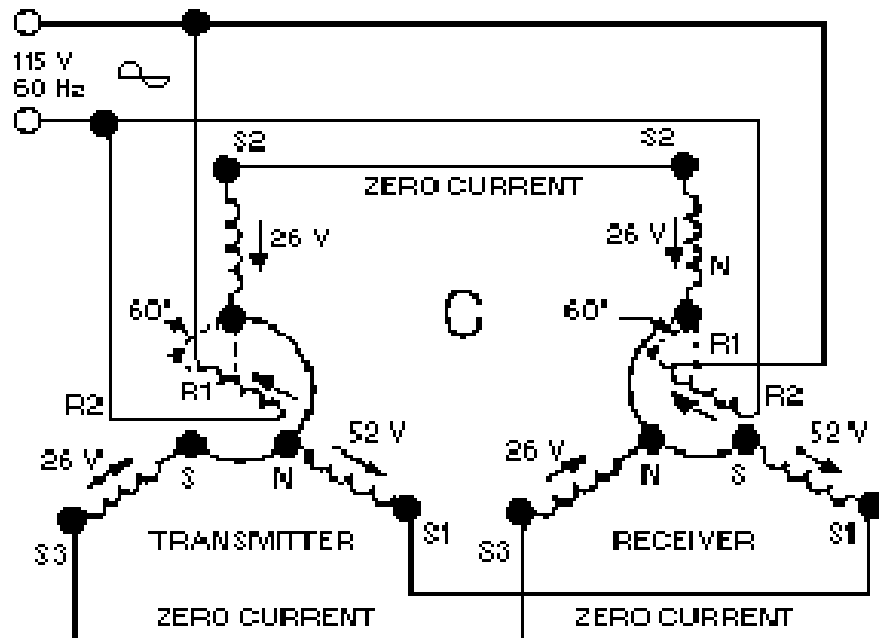 115 V
60 Hz
S2
S2
ZERO CURRENT
26 V
26 V
N
C
60°
60°
R1
R1
R2
R2
52 V
52 V
26 V
26 V
S
N
N
S
S3
TRANSMITTER
S1
S3
RECEIVER
S1
ZERO CURRENT
ZERO CURRENT